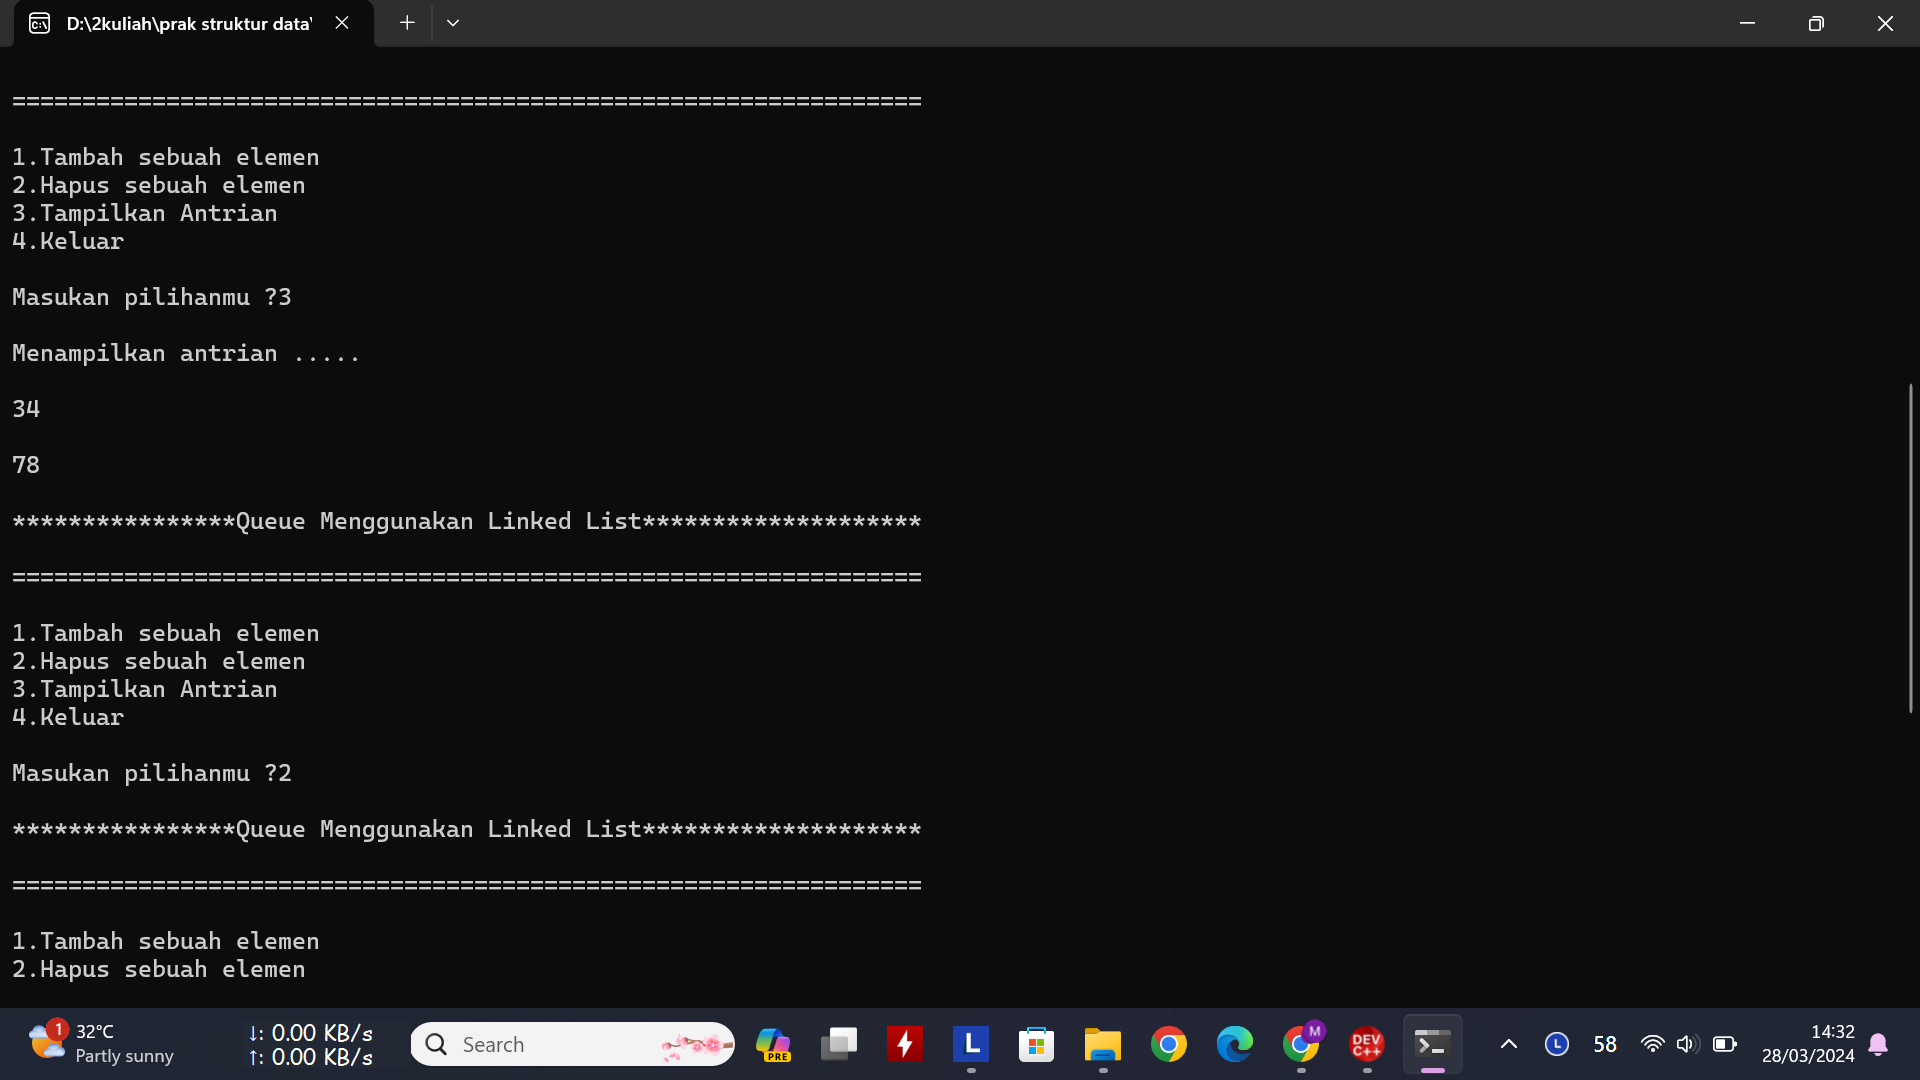 D:\2kuliah\prak struktur data\
==================================================================
1.Tambah sebuah elemen
2.Hapus sebuah elemen
3.Tampilkan Antrian
4.Keluar
Masukan pilihanmu ?3
Menampilkan antrian .....
34
78
****************Queue Menggunakan Linked List********************
=================================================================
1.Tambah sebuah elemen
2.Hapus sebuah elemen
3.Tampilkan Antrian
4.Keluar
Masukan pilihanmu ?2
****************Queue Menggunakan Linked List********************
=================================================================
1.Tambah sebuah elemen
2.Hapus sebuah elemen
1
32°C
Partly sunny
↓: 0.00 KB/s
↑: 0.00 KB/s
Search
PRE
L
M
DEV
C++
L
58
14:32
28/03/2024